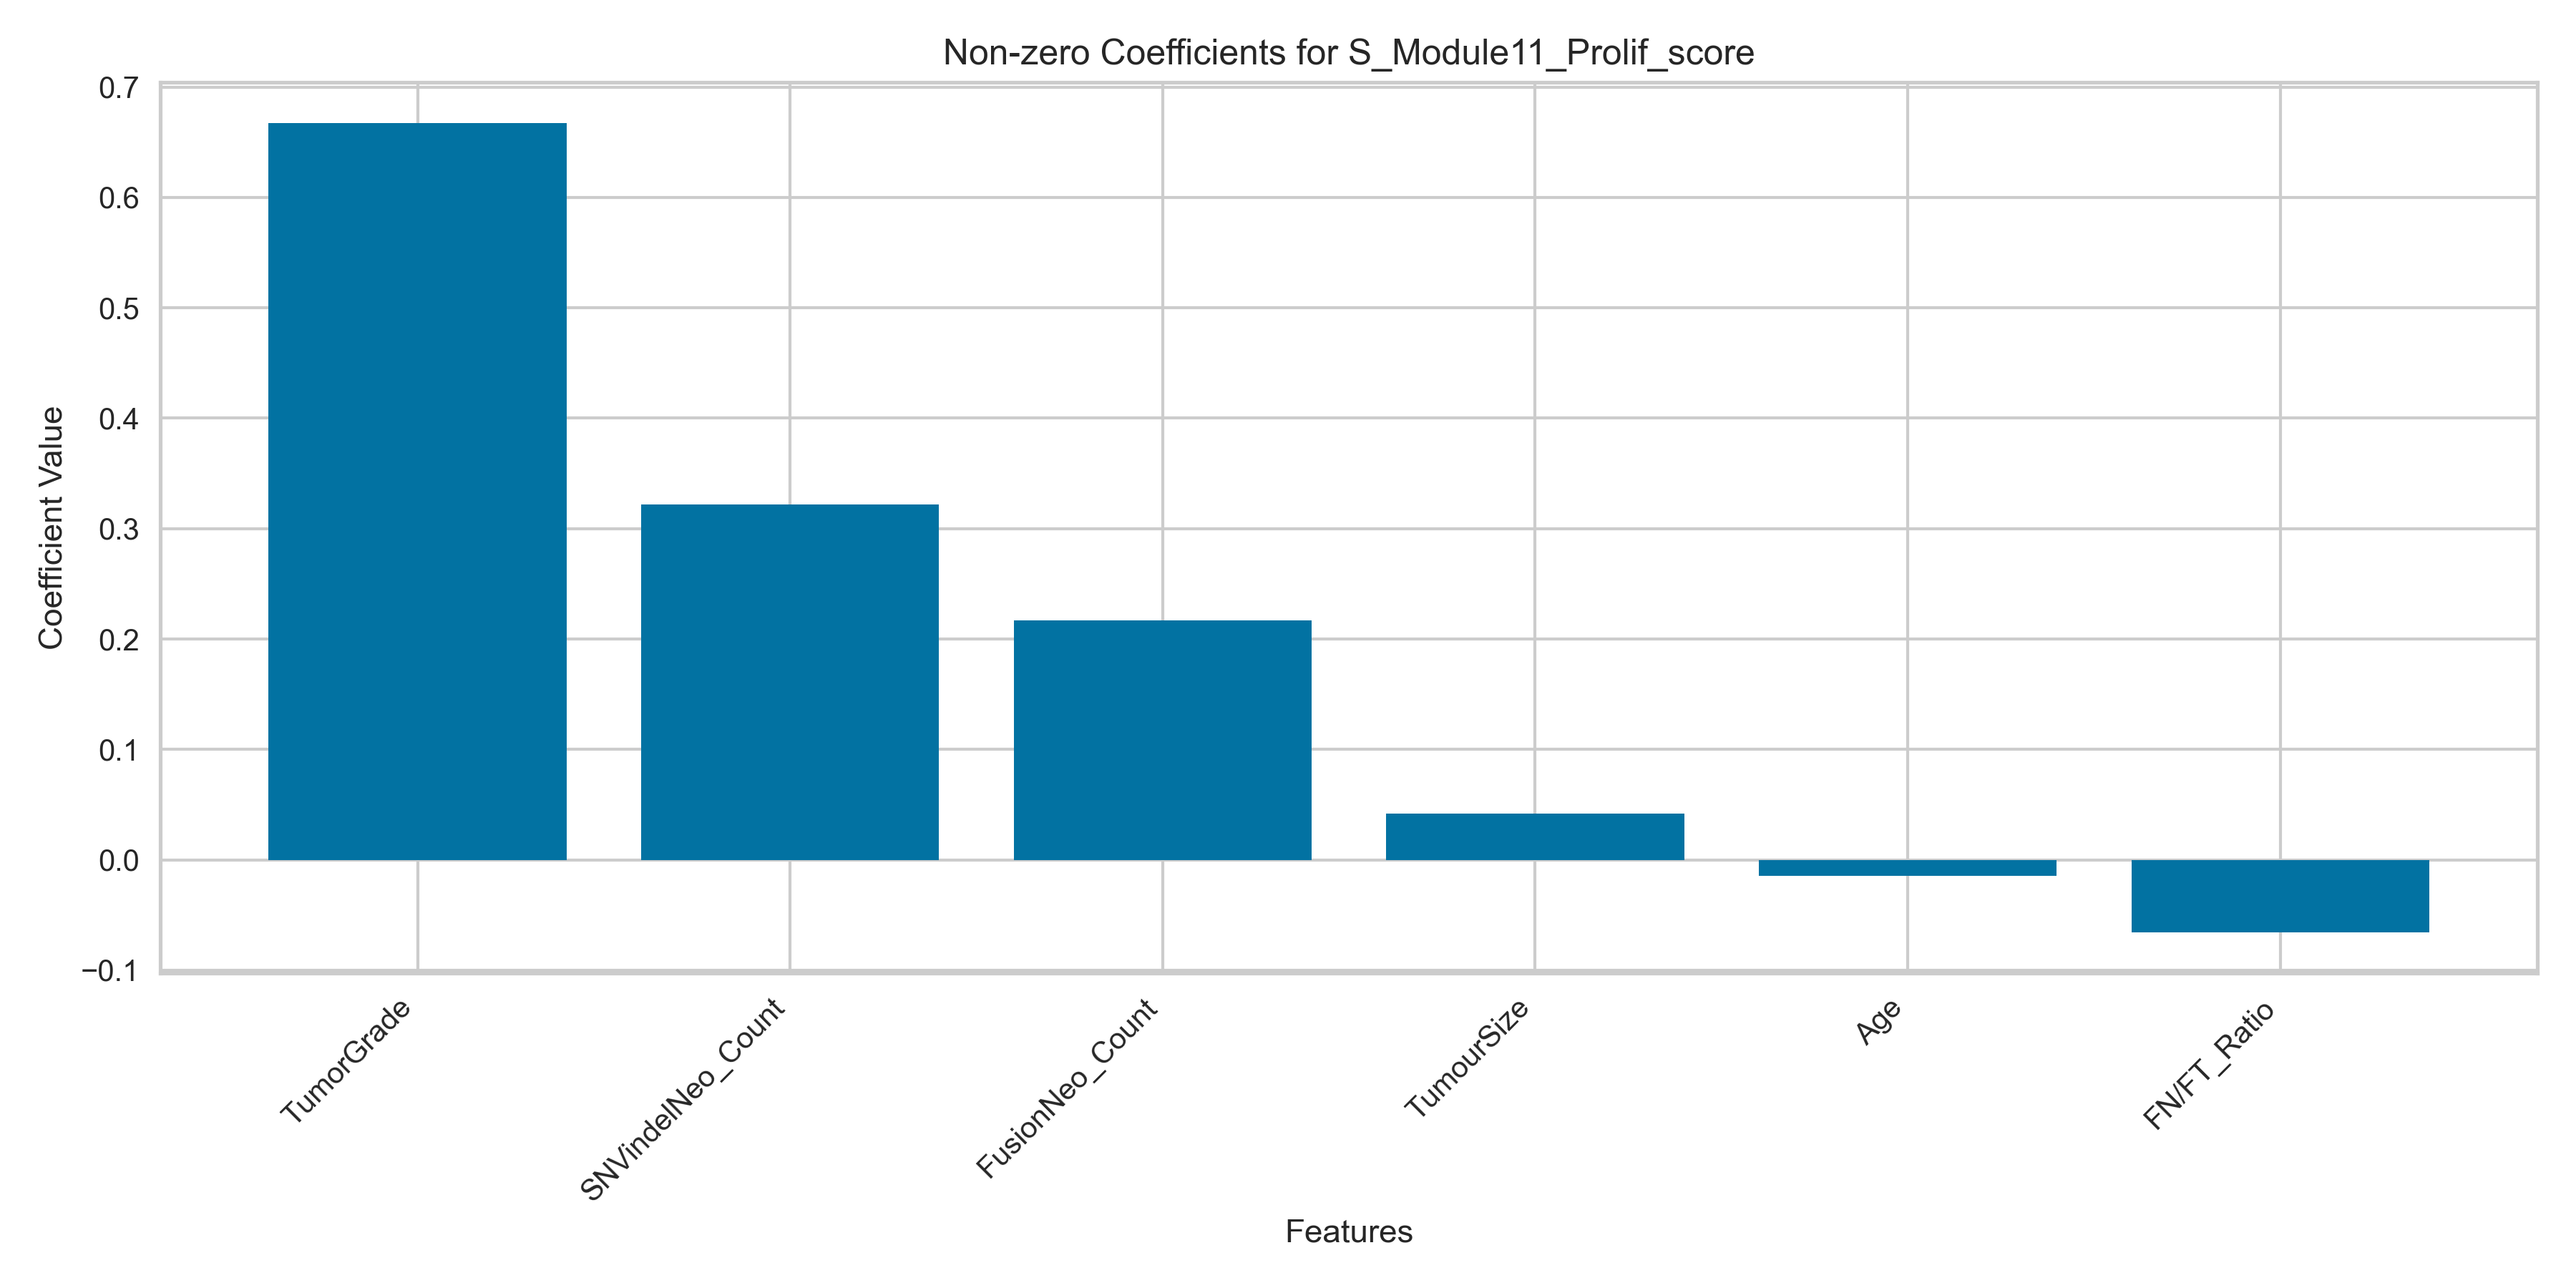 Non-zero Coefficients for S_Module11_Prolif_score
Coefficient Value
0.7
0.6
0.5
0.4
0.3
0.2
0.1
0.0
−0.1
TumorGrade
SNVindelNeo_Count
FusionNeo_Count
TumourSize
Age
FN/FT_Ratio
Features